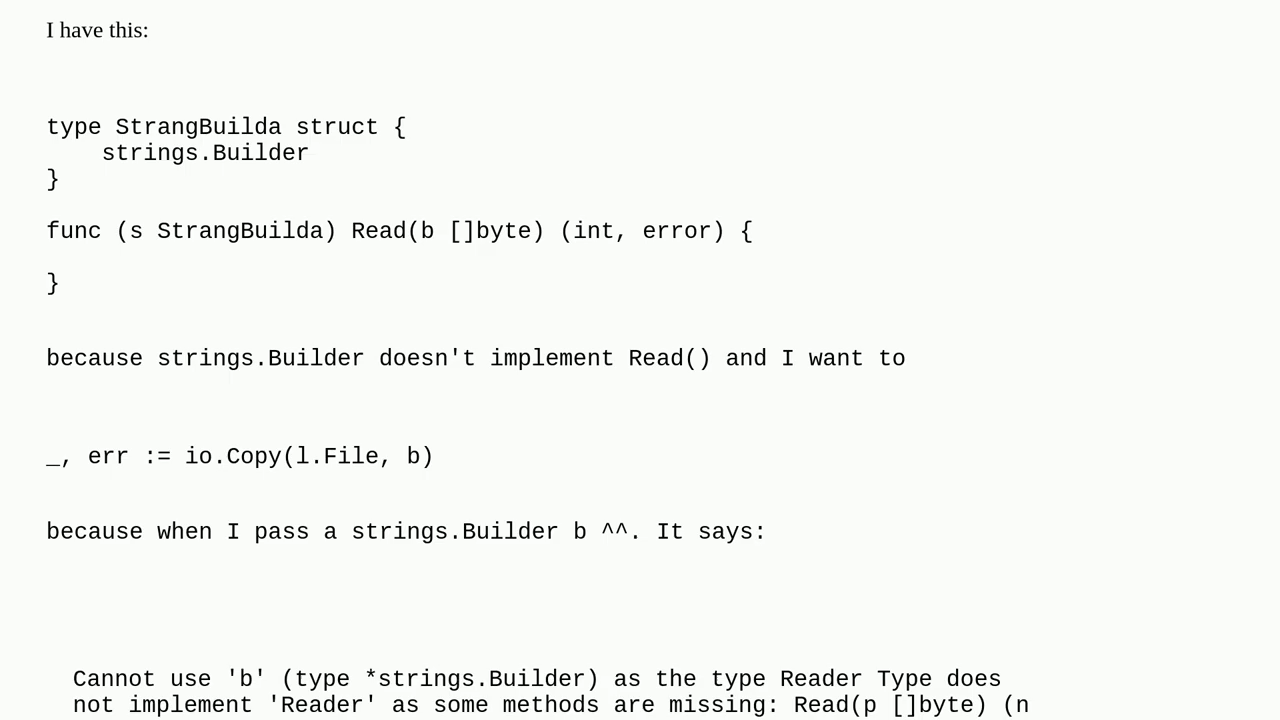 I have this:
type StrangBuilda struct {
    strings.Builder
}
func (s StrangBuilda) Read(b []byte) (int, error) {
}
because strings.Builder doesn't implement Read() and I want to
_, err := io.Copy(l.File, b)
because when I pass a strings.Builder b ^^. It says:
Cannot use 'b' (type *strings.Builder) as the type Reader Type does
not implement 'Reader' as some methods are missing: Read(p []byte) (n